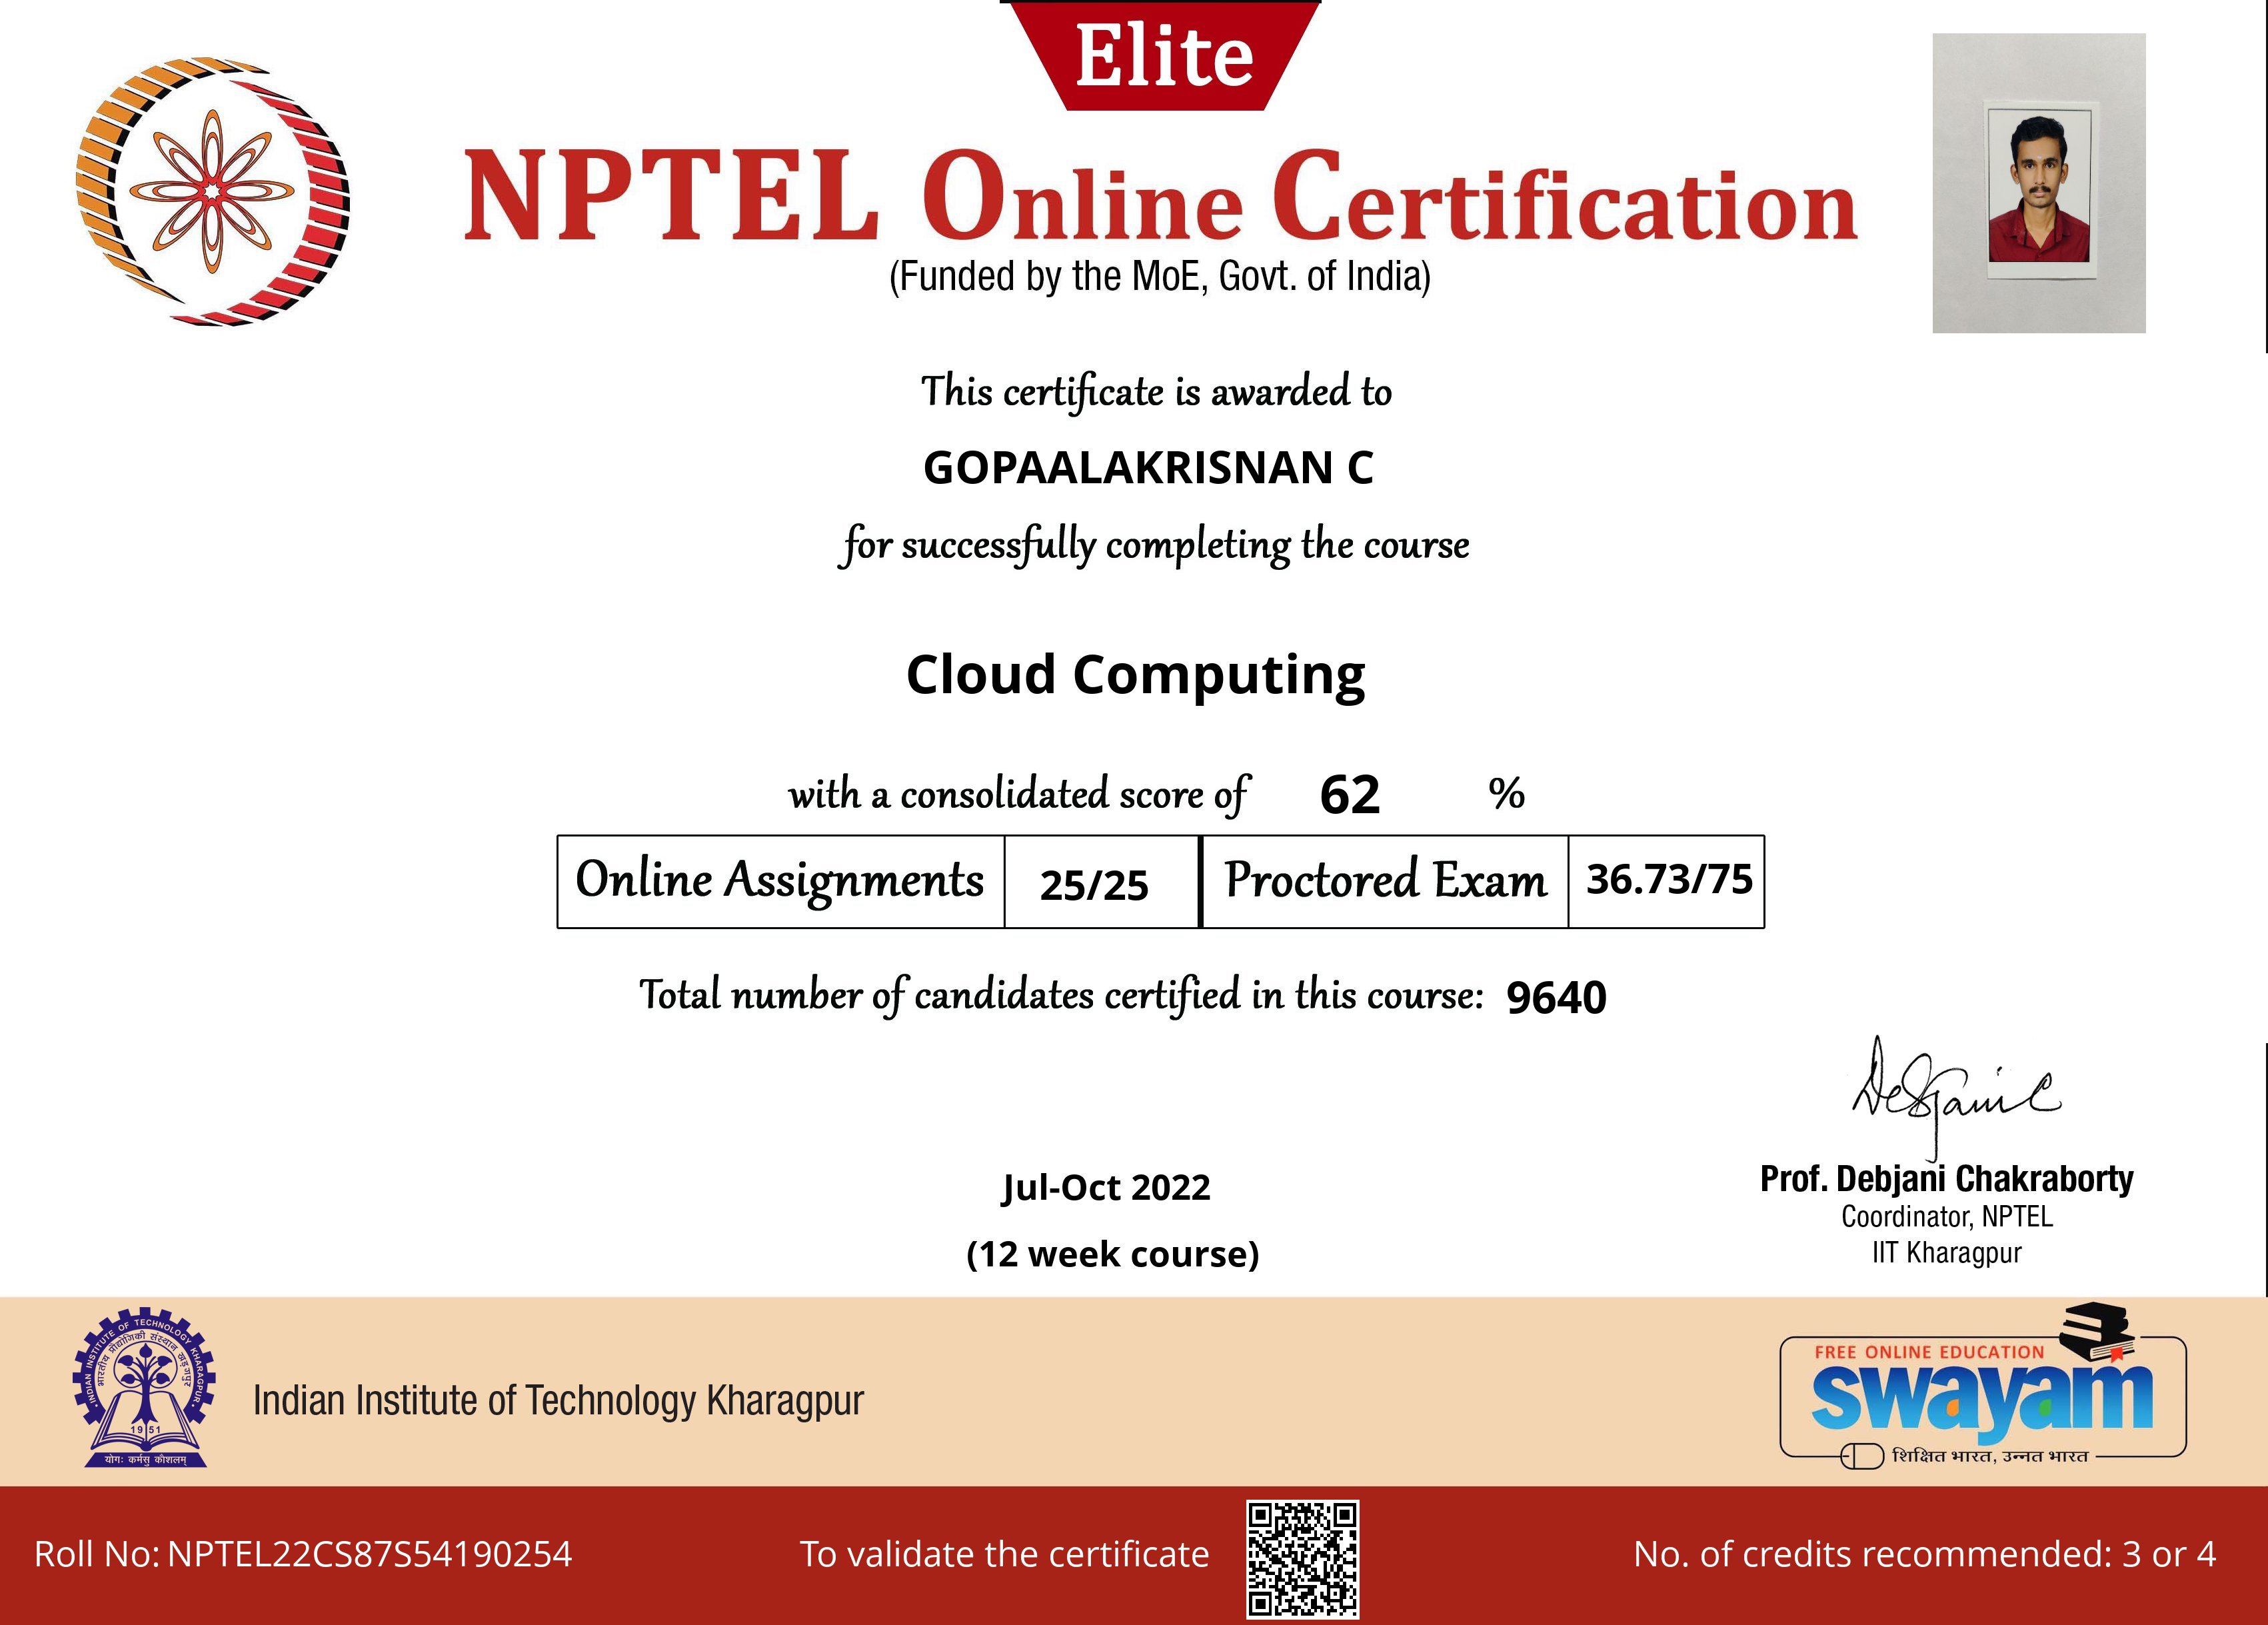 Elite
NPTEL Online Certification
(Funded by the MoE, Govt. of India)
This certificate is awarded to
GOPAALAKRISNAN C
for successfully completing the course
Cloud Computing
with a consolidated score of 62 %
Online Assignments 25/25 Proctored Exam 36.73/75
Total number of candidates certified in this course: 9640
Jul-Oct 2022
(12 week course)
Prof. Debjani Chakraborty
Coordinator, NPTEL
IIT Kharagpur
INDIAN INSTITUTE OF TECHNOLOGY KHARAGPUR
भारतीय प्रौद्योगिकी संस्थान खड़गपुर
1951
योगः कर्मसु कौशलम्
Indian Institute of Technology Kharagpur
FREE ONLINE EDUCATION
swayam
शिक्षित भारत, उन्नत भारत
Roll No: NPTEL22CS87S54190254
To validate the certificate
No. of credits recommended: 3 or 4